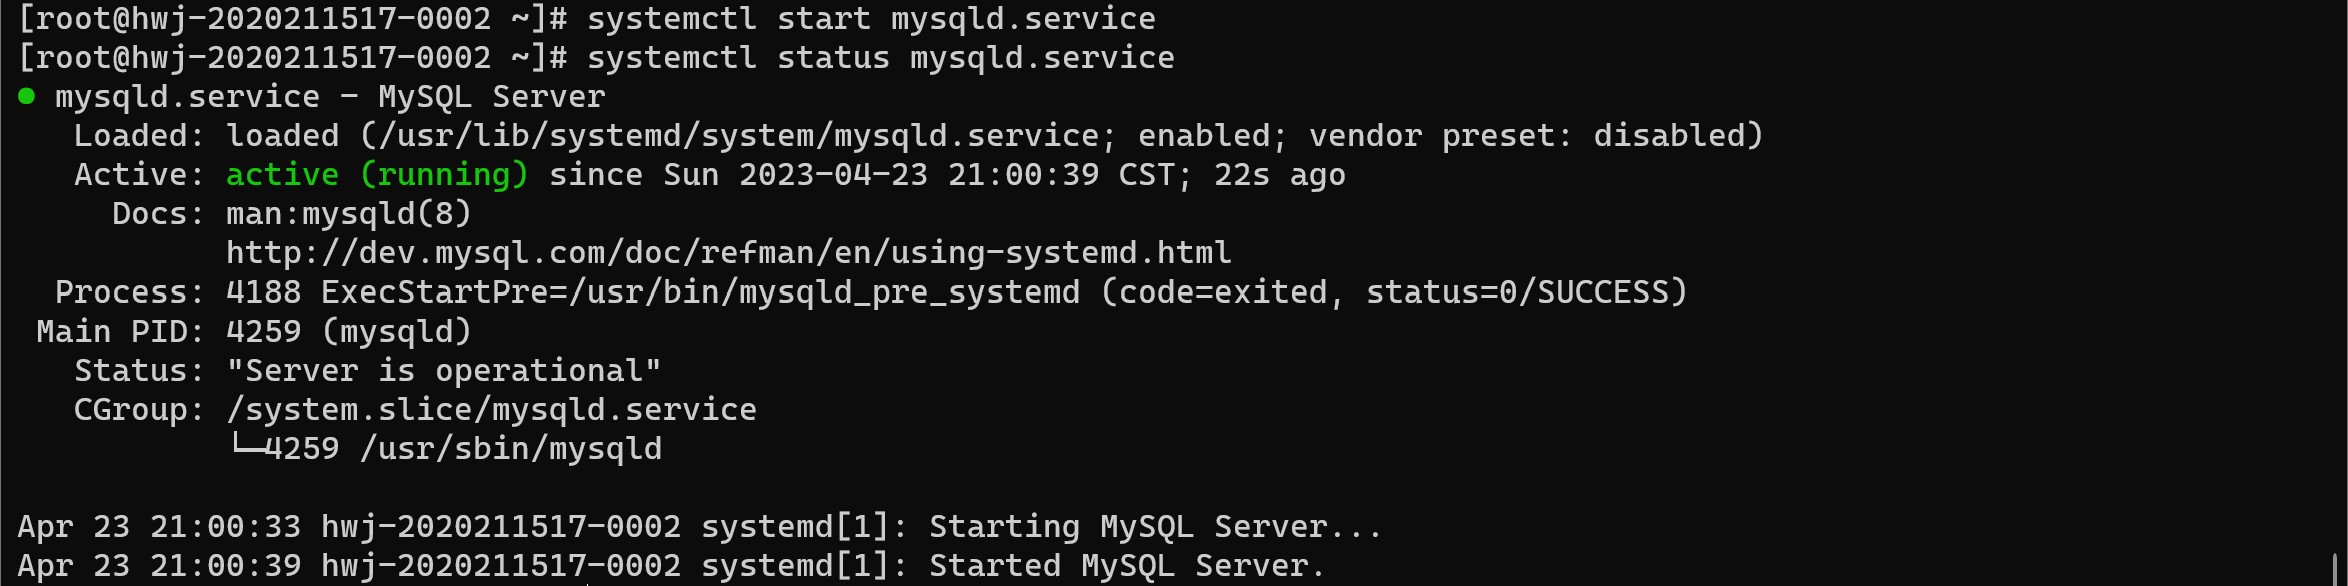 [root@hwj-2020211517-0002 ~]# systemctl start mysqld.service
[root@hwj-2020211517-0002 ~]# systemctl status mysqld.service
● mysqld.service - MySQL Server
   Loaded: loaded (/usr/lib/systemd/system/mysqld.service; enabled; vendor preset: disabled)
   Active: active (running) since Sun 2023-04-23 21:00:39 CST; 22s ago
     Docs: man:mysqld(8)
           http://dev.mysql.com/doc/refman/en/using-systemd.html
  Process: 4188 ExecStartPre=/usr/bin/mysqld_pre_systemd (code=exited, status=0/SUCCESS)
 Main PID: 4259 (mysqld)
   Status: "Server is operational"
   CGroup: /system.slice/mysqld.service
           └─4259 /usr/sbin/mysqld

Apr 23 21:00:33 hwj-2020211517-0002 systemd[1]: Starting MySQL Server...
Apr 23 21:00:39 hwj-2020211517-0002 systemd[1]: Started MySQL Server.